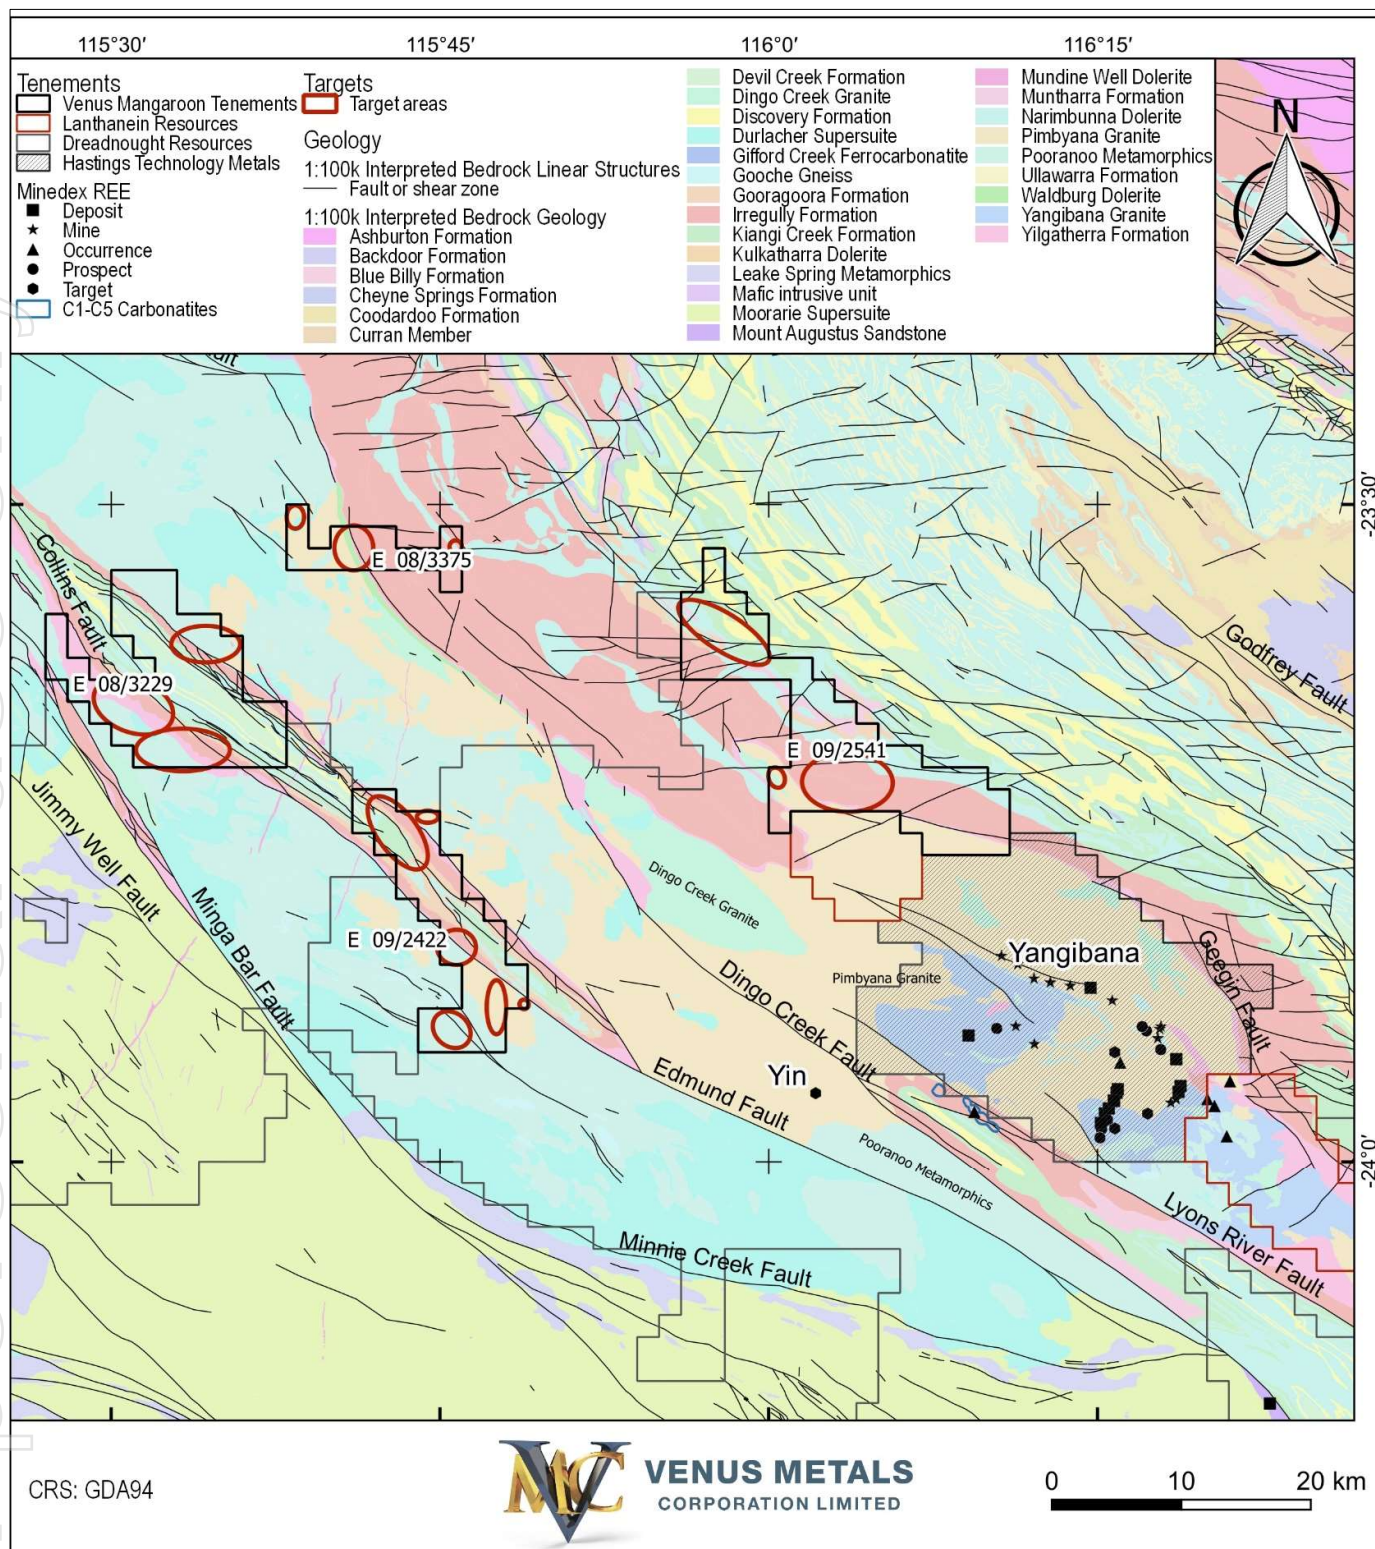 115°30′ 115°45′ 116°0′ 116°15′
Tenements
Venus Mangaroon Tenements
Lanthanein Resources
Dreadnought Resources
Hastings Technology Metals
Minedex REE
Deposit
Mine
Occurrence
Prospect
Target
C1-C5 Carbonatites
Targets
Target areas
Geology
1:100k Interpreted Bedrock Linear Structures
Fault or shear zone
1:100k Interpreted Bedrock Geology
Ashburton Formation
Backdoor Formation
Blue Billy Formation
Cheyne Springs Formation
Coodardoo Formation
Curran Member
Devil Creek Formation
Dingo Creek Granite
Discovery Formation
Durlacher Supersuite
Gifford Creek Ferrocarbonatite
Gooche Gneiss
Gooragoora Formation
Irregully Formation
Kiangi Creek Formation
Kulkatharra Dolerite
Leake Spring Metamorphics
Mafic intrusive unit
Moorarie Supersuite
Mount Augustus Sandstone
Mundine Well Dolerite
Muntharra Formation
Narimbunna Dolerite
Pimbyana Granite
Pooranoo Metamorphics
Ullawarra Formation
Waldburg Dolerite
Yangibana Granite
Yilgatherra Formation
N
-23°30′
Collins Fault
E 08/3375
Godfrey Fault
E 08/3229
E 09/2541
Jimmy Well Fault
Dingo Creek Granite
Minga Bar Fault
E 09/2422
Yangibana
Geegin Fault
Pimbyana Granite
Dingo Creek Fault
Yin
Edmund Fault
Pooranoo Metamorphics
-24°0′
Lyons River Fault
Minnie Creek Fault
CRS: GDA94
VMC
VENUS METALS
CORPORATION LIMITED
0 10 20 km